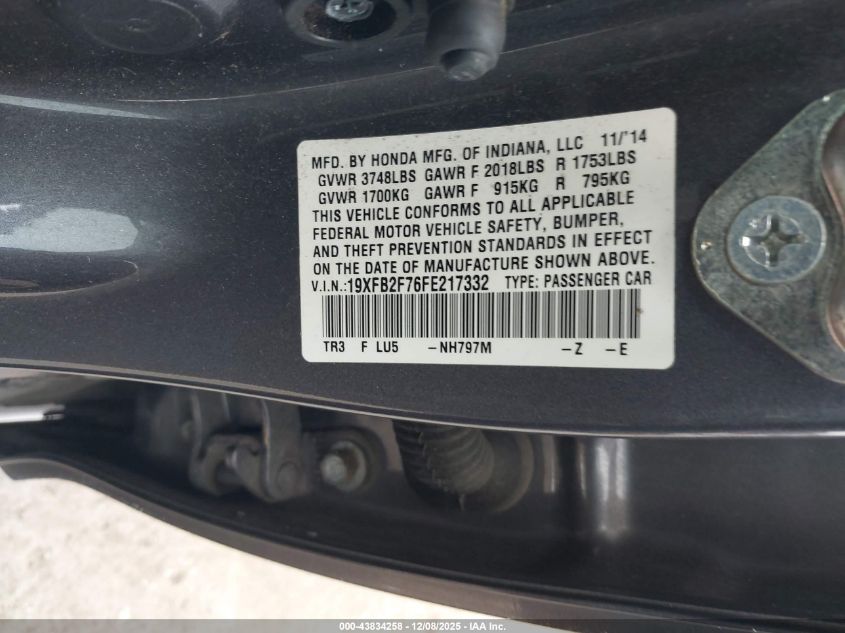 MFD. BY HONDA MFG. OF INDIANA, LLC 11/'14
GVWR 3748LBS GAWR F 2018LBS R 1753LBS
GVWR 1700KG GAWR F 915KG R 795KG
THIS VEHICLE CONFORMS TO ALL APPLICABLE
FEDERAL MOTOR VEHICLE SAFETY, BUMPER,
AND THEFT PREVENTION STANDARDS IN EFFECT
ON THE DATE OF MANUFACTURE SHOWN ABOVE.
V.I.N.:19XFB2F76FE217332 TYPE: PASSENGER CAR
TR3 F LU5 -NH797M -Z -E
000-43834258 - 12/08/2025 - IAA Inc.